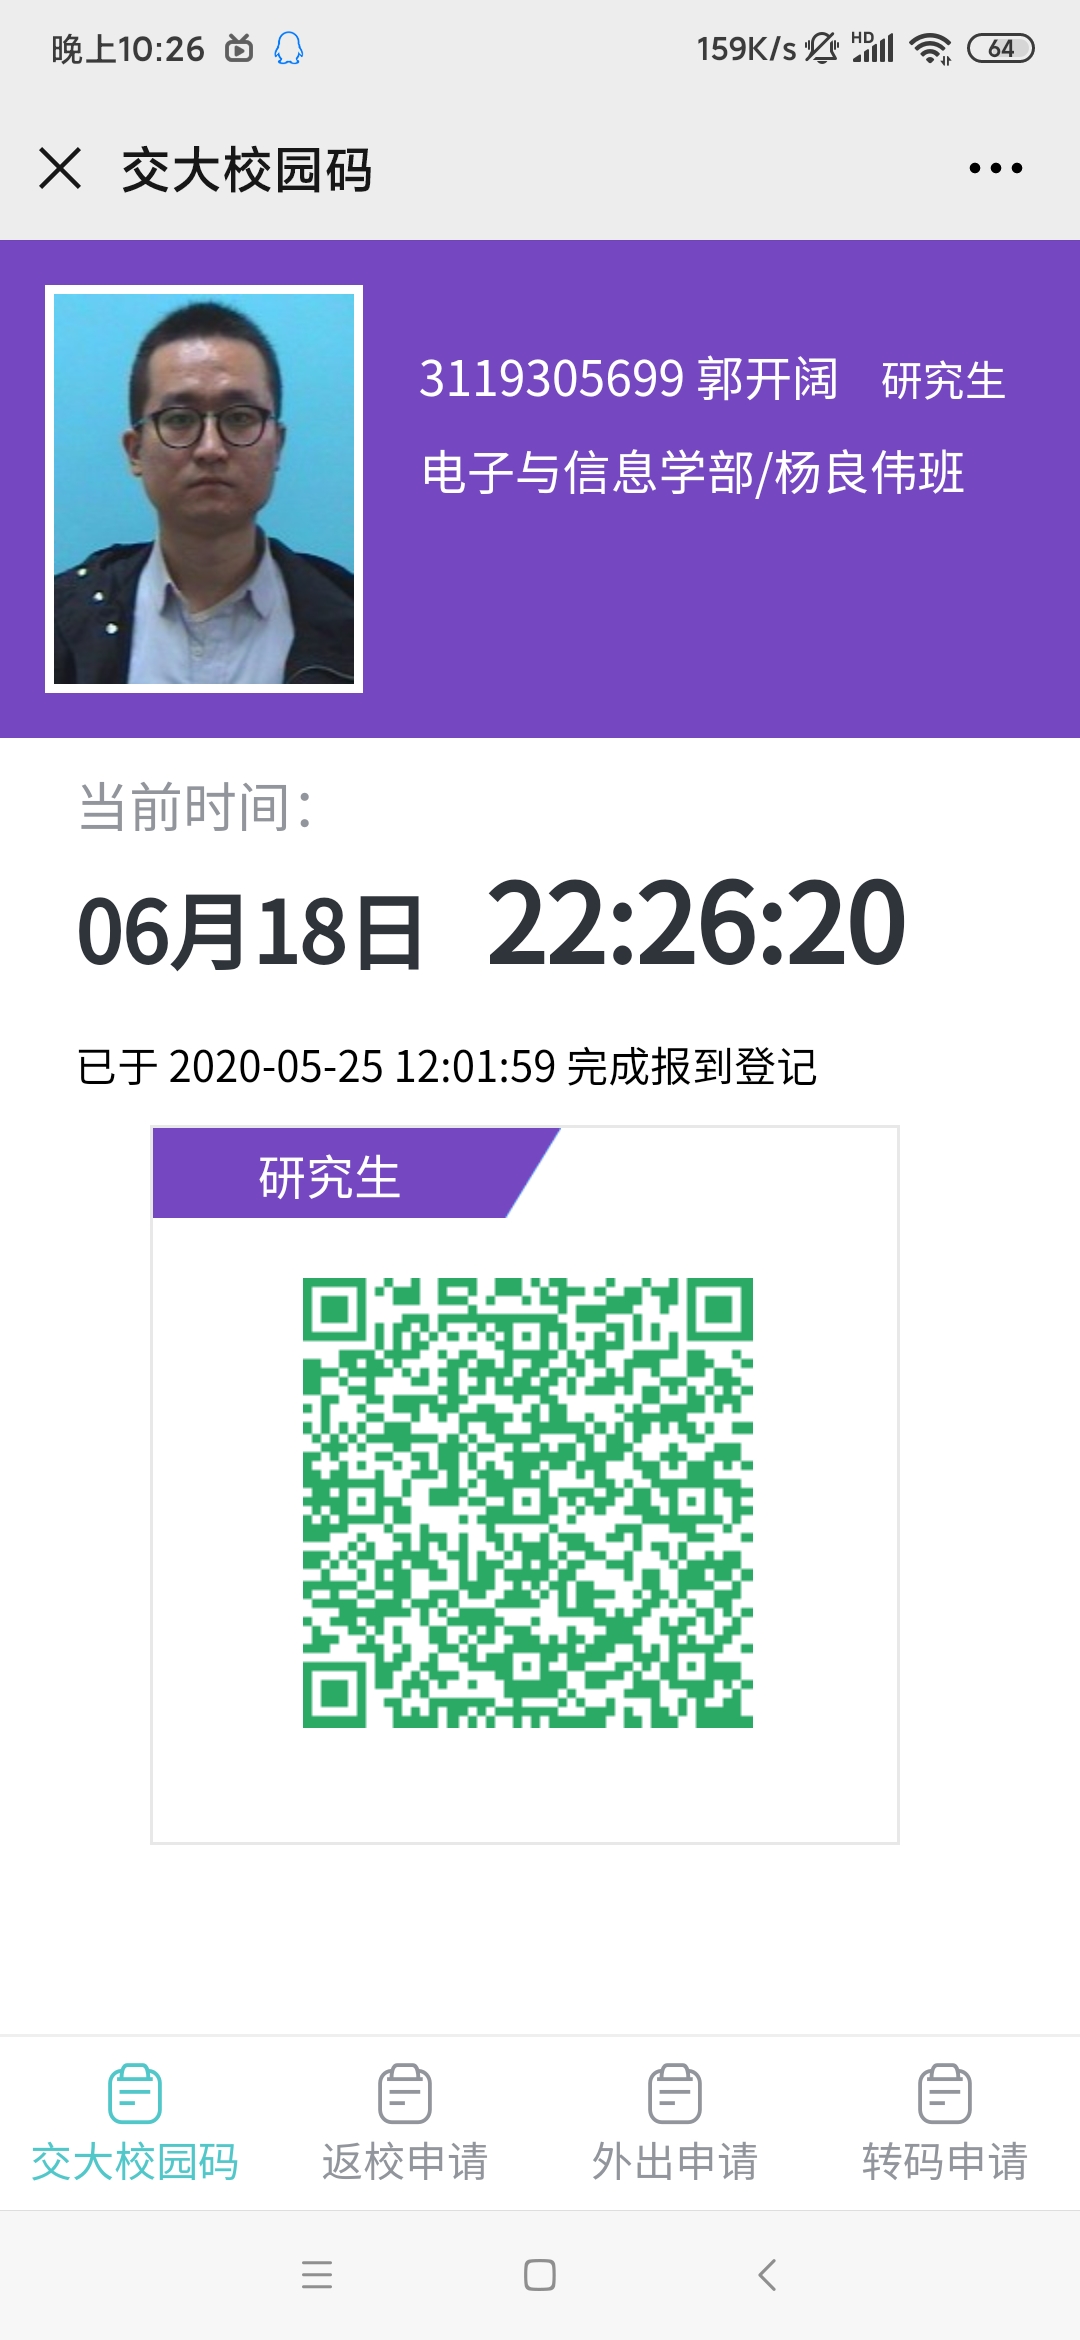 晚上10:26
159K/s HD 64
交大校园码
3119305699 郭开阔 研究生
电子与信息学部/杨良伟班
当前时间:
06月18日 22:26:20
已于 2020-05-25 12:01:59 完成报到登记
研究生
交大校园码 返校申请 外出申请 转码申请